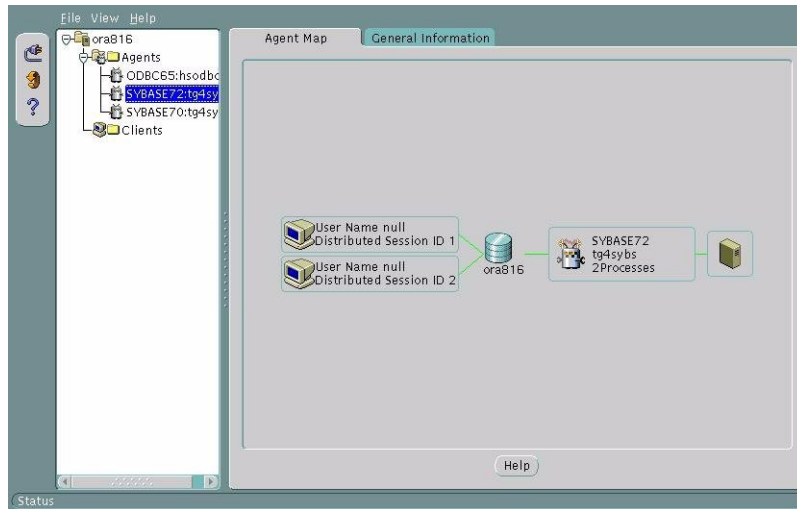 File View Help
ora816
Agents
ODBC65:hsodbc
SYBASE72:tg4sy
SYBASE70:tg4sy
Clients
Agent Map
General Information
User Name null
Distributed Session ID 1
User Name null
Distributed Session ID 2
ora816
SYBASE72
tg4sybs
2Processes
Help
Status